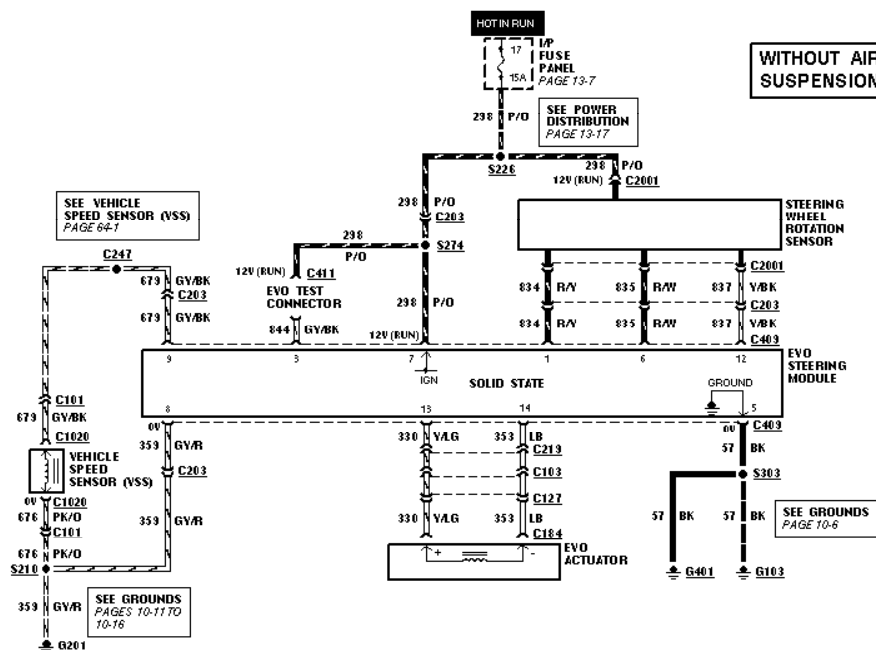 HOT IN RUN
17
I/P
FUSE
PANEL
PAGE 13-7
15A
WITHOUT AIR
SUSPENSION
298 P/O
SEE POWER
DISTRIBUTION
PAGE 13-17
S226
298 P/O
12V (RUN) C2001
SEE VEHICLE
SPEED SENSOR (VSS)
PAGE 64-1
298 P/O
C203
STEERING
WHEEL
ROTATION
SENSOR
298
P/O
S274
C247
12V (RUN) C411
EVO TEST
CONNECTOR
679 GY/BK
C203
C2001
834 R/Y
835 R/W
837 Y/BK
C203
298 P/O
679 GY/BK
844 GY/BK
12V (RUN)
834 R/Y
835 R/W
837 Y/BK
C409
9
3
7
1
6
12
EVO
STEERING
MODULE
IGN
SOLID STATE
GROUND
8
13
14
5
C101
679 GY/BK
C1020
0V
359 GY/R
330 Y/LG
353 LB
C219
0V
C409
57 BK
VEHICLE
SPEED
SENSOR (VSS)
C203
C103
S303
0V C1020
676 PK/O
C101
C127
359 GY/R
330 Y/LG
353 LB
C184
57 BK
57 BK
SEE GROUNDS
PAGE 10-6
676 PK/O
S210
+
-
EVO
ACTUATOR
G401
G103
359 GY/R
SEE GROUNDS
PAGES 10-11 TO
10-16
G201